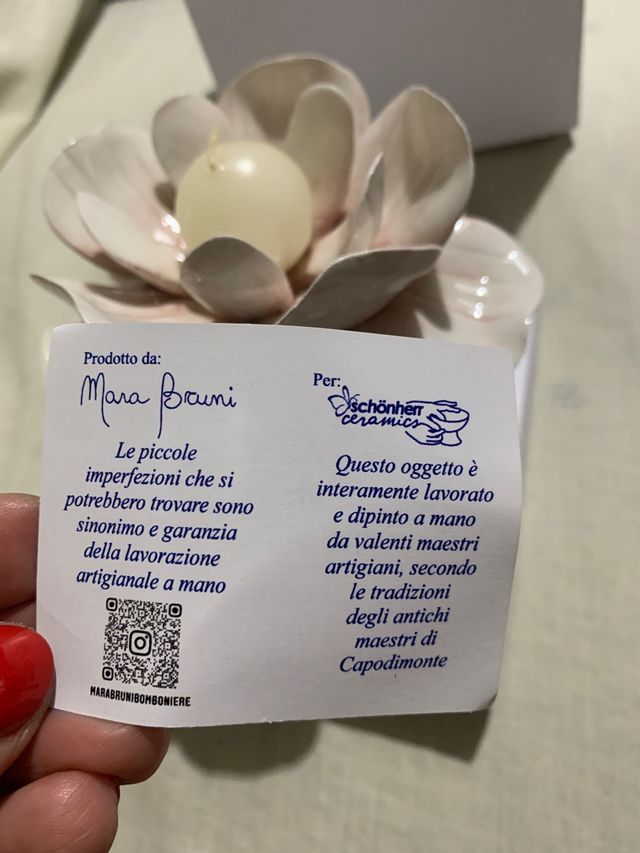 Prodotto da:
Mara Bruni
Le piccole
imperfezioni che si
potrebbero trovare sono
sinonimo e garanzia
della lavorazione
artigianale a mano
MARABRUNIBOMBONIERE
Per:
schönherr
ceramics
Questo oggetto è
interamente lavorato
e dipinto a mano
da valenti maestri
artigiani, secondo
le tradizioni
degli antichi
maestri di
Capodimonte